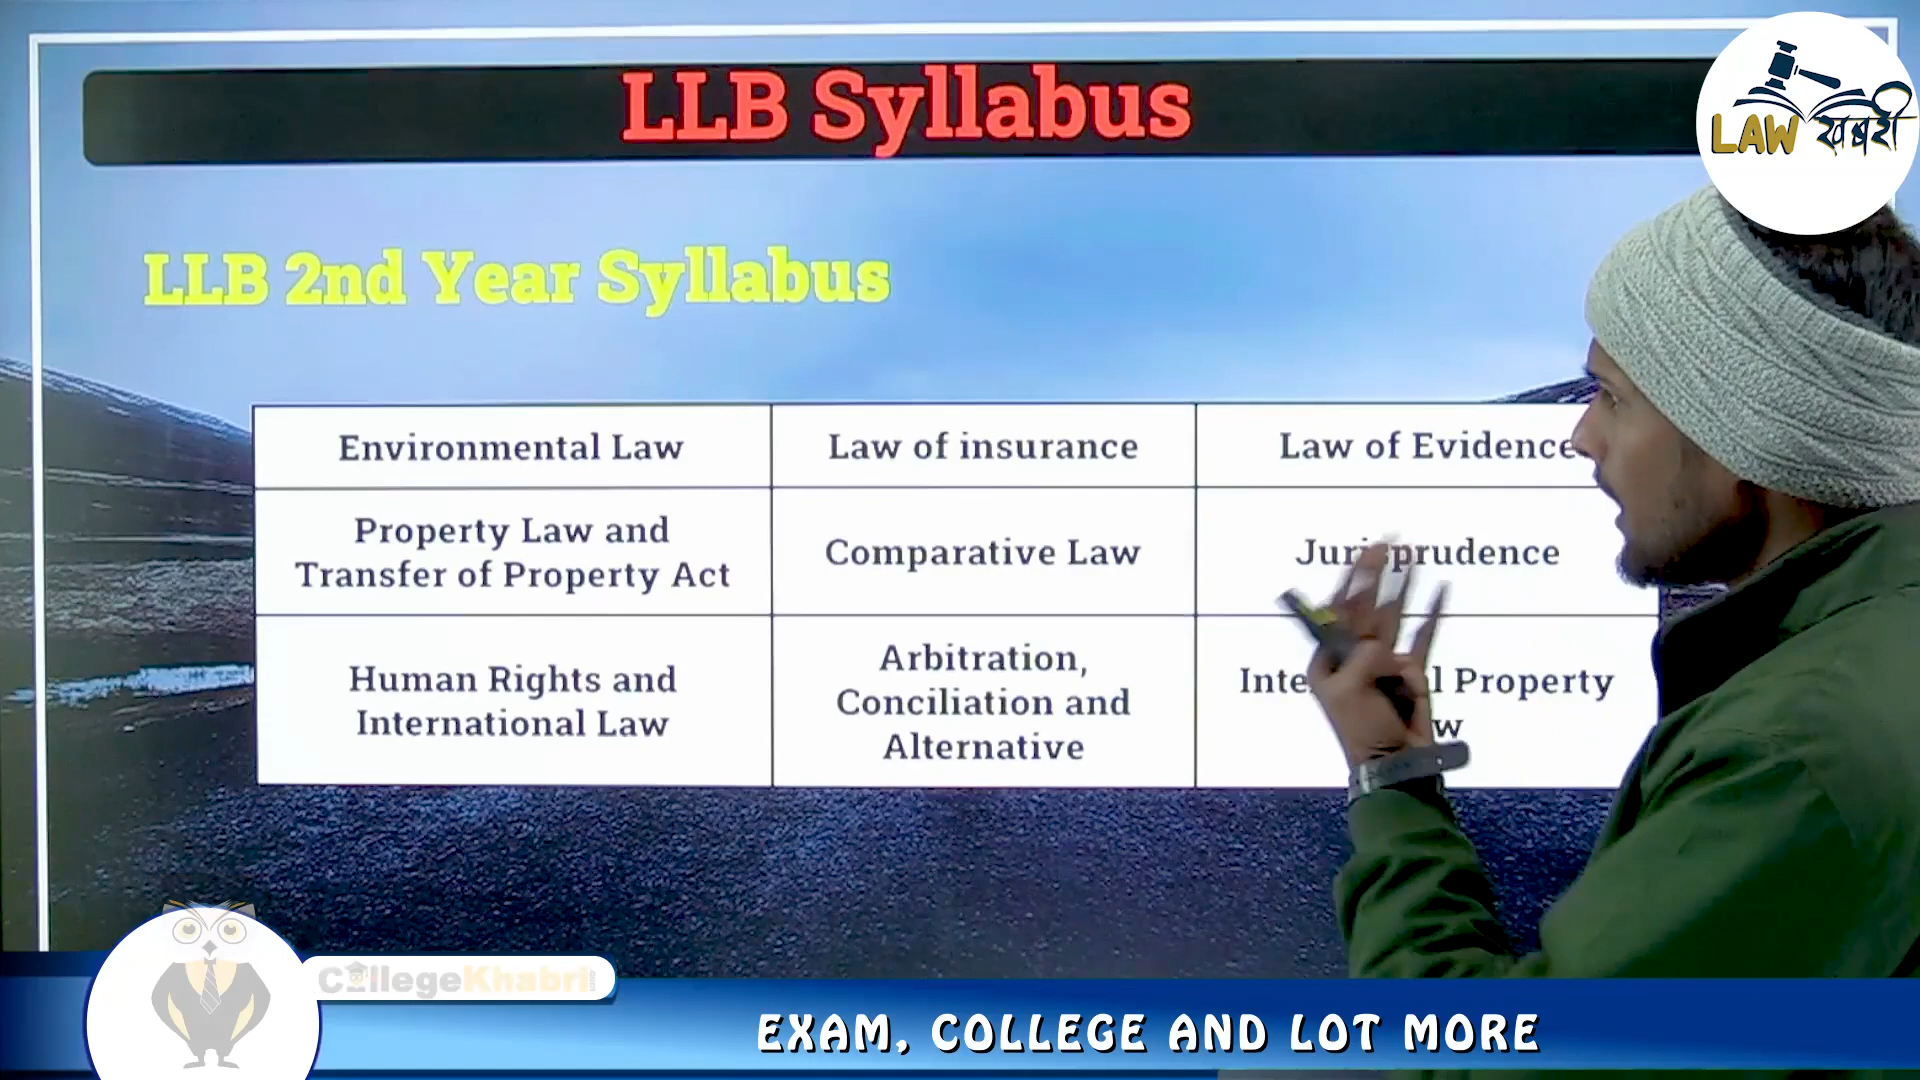 LLB Syllabus
LAW खबरी
LLB 2nd Year Syllabus
Environmental Law
Law of insurance
Law of Evidence
Property Law and
Transfer of Property Act
Comparative Law
Jurisprudence
Human Rights and
International Law
Arbitration,
Conciliation and
Alternative
Property
CollegeKhabri
EXAM, COLLEGE AND LOT MORE